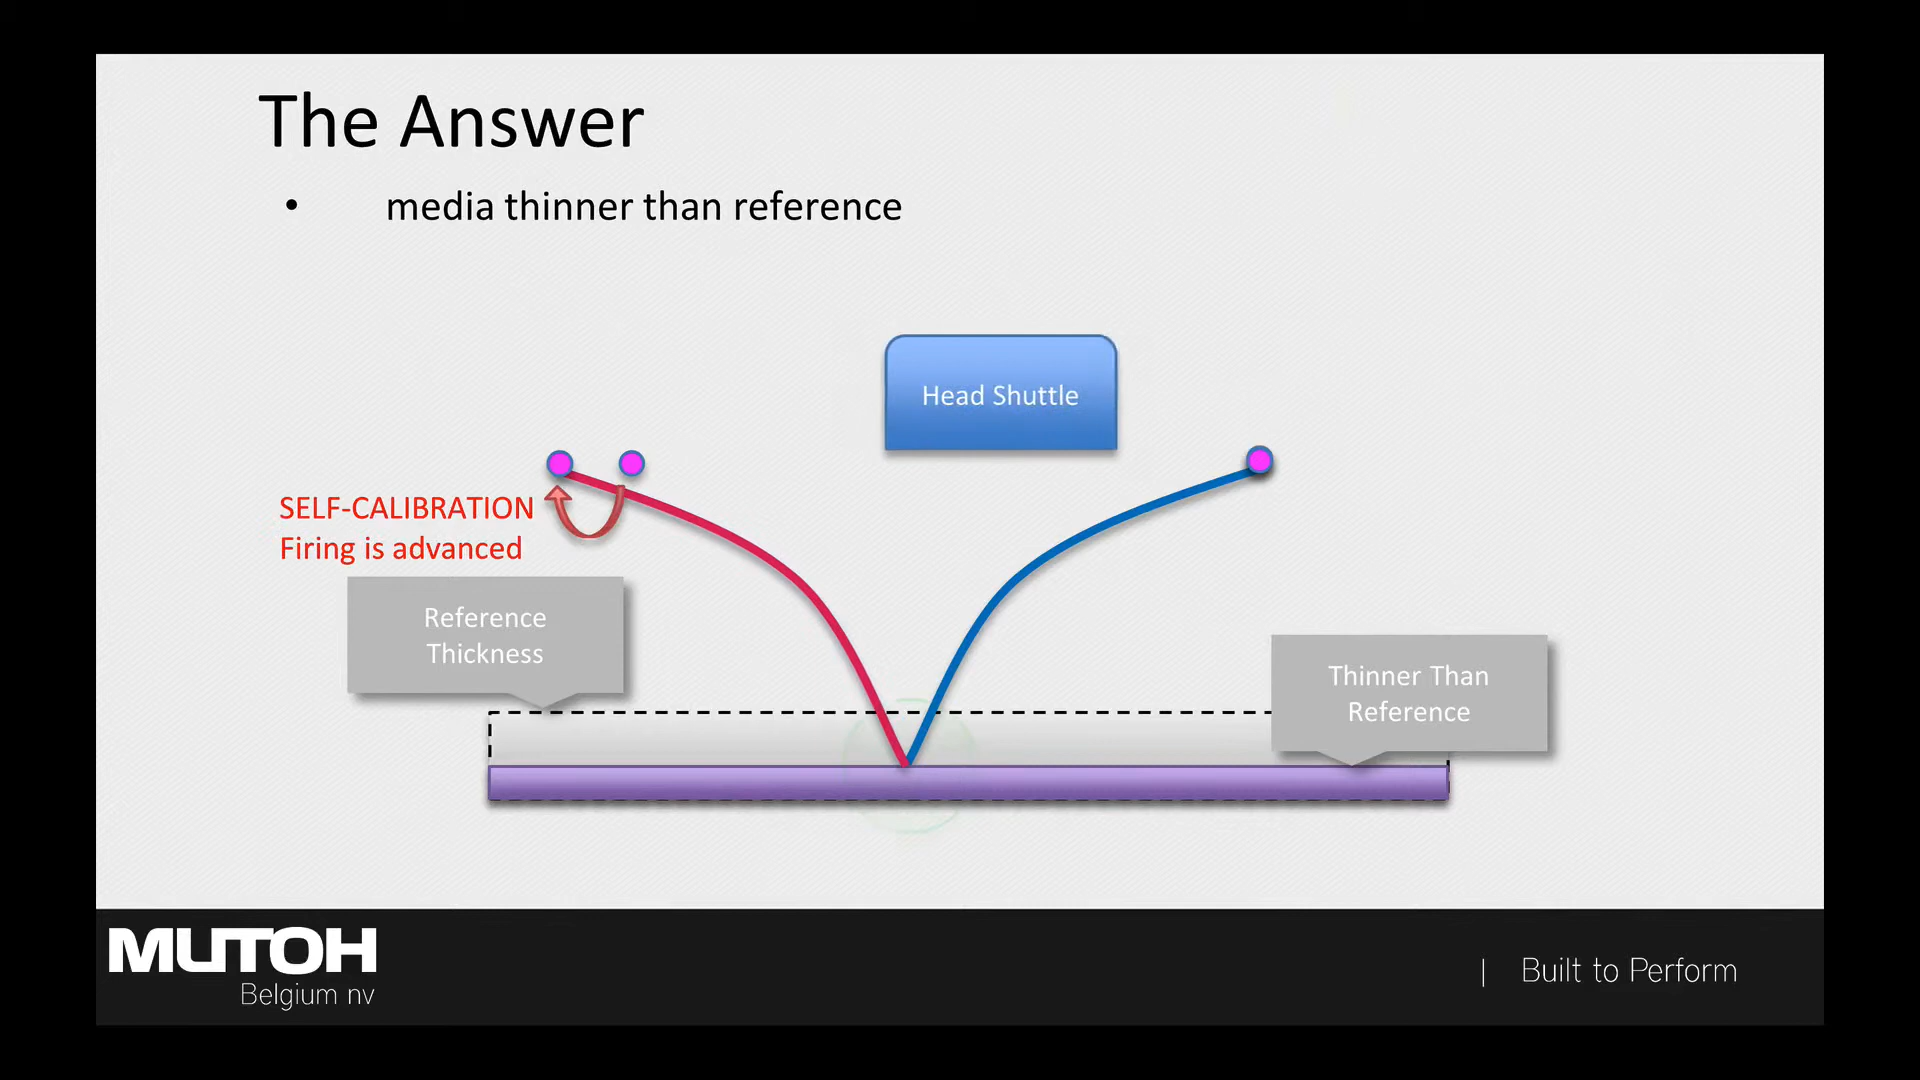 The Answer
• media thinner than reference
Head Shuttle
SELF-CALIBRATION
Firing is advanced
Reference
Thickness
Thinner Than
Reference
MUTOH
Belgium nv
| Built to Perform